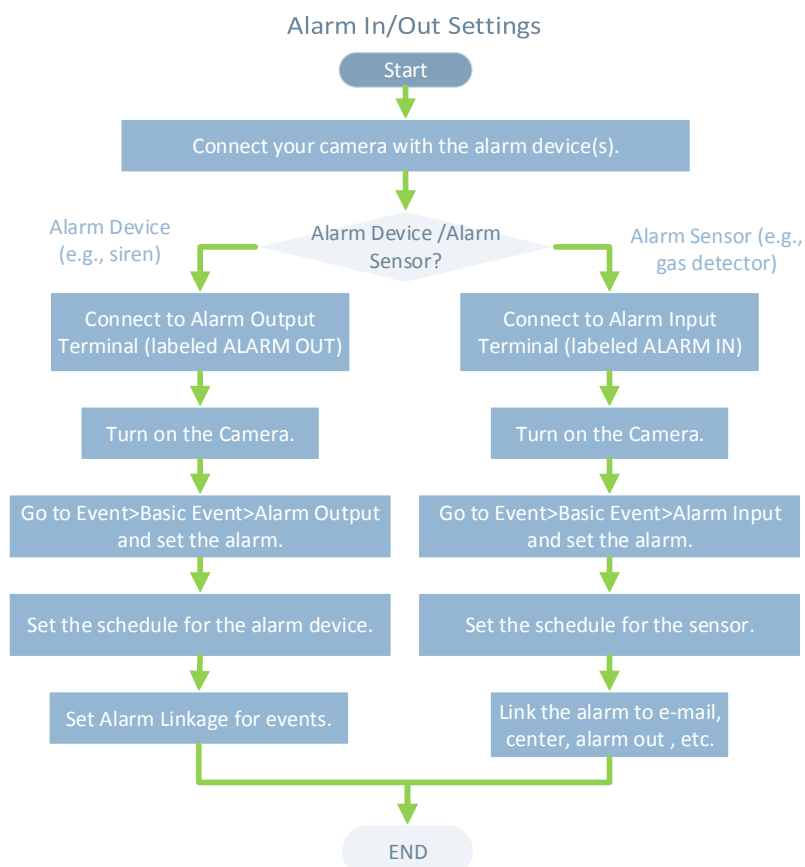 Alarm In/Out Settings
Start
Connect your camera with the alarm device(s).
Alarm Device /Alarm
Sensor?
Alarm Device
(e.g., siren)
Alarm Sensor (e.g.,
gas detector)
Connect to Alarm Output
Terminal (labeled ALARM OUT)
Turn on the Camera.
Go to Event>Basic Event>Alarm Output
and set the alarm.
Set the schedule for the alarm device.
Set Alarm Linkage for events.
Connect to Alarm Input
Terminal (labeled ALARM IN)
Turn on the Camera.
Go to Event>Basic Event>Alarm Input
and set the alarm.
Set the schedule for the sensor.
Link the alarm to e-mail,
center, alarm out , etc.
END